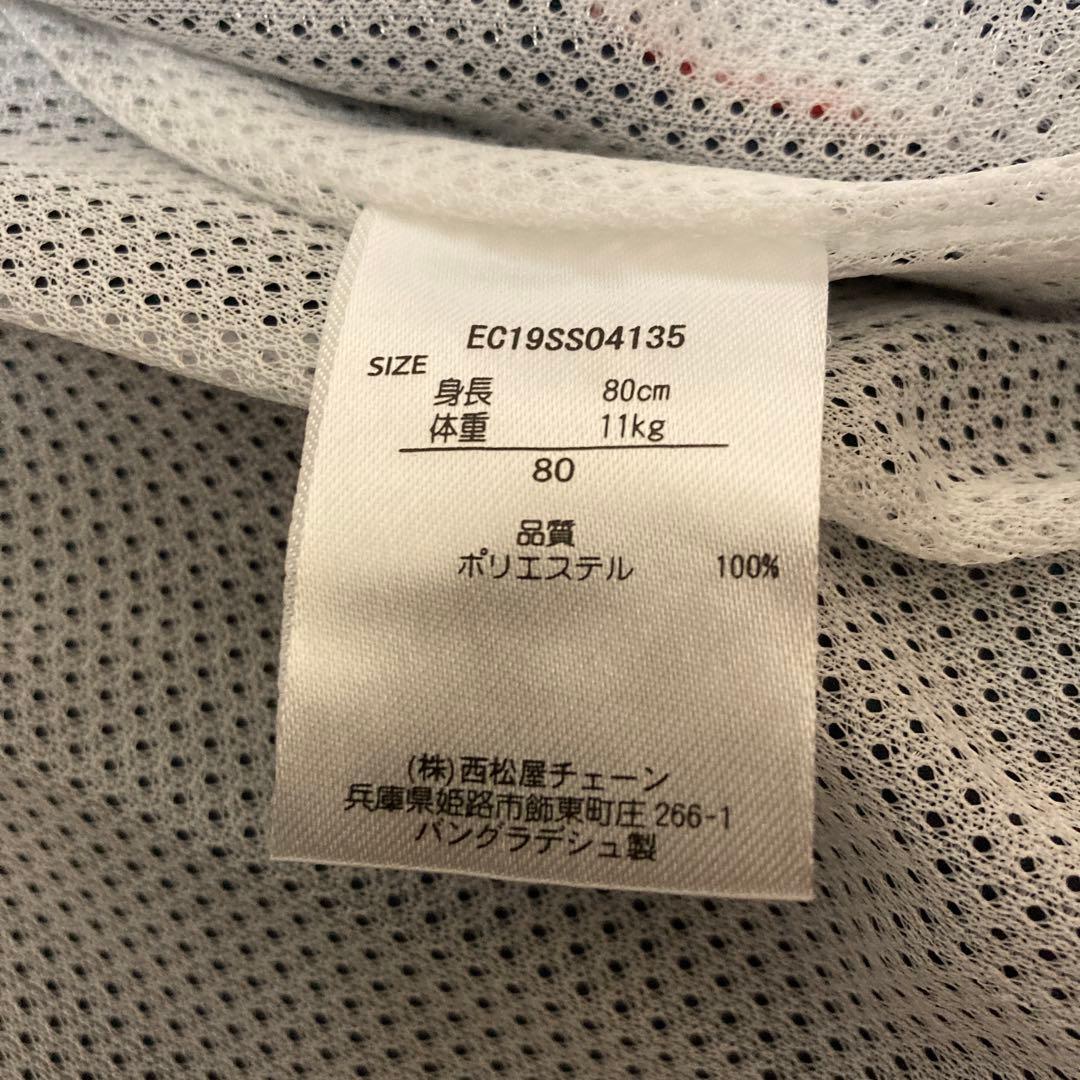 EC19SS04135
SIZE
身長 80cm
体重 11kg
80
品質
ポリエステル 100%
(株)西松屋チェーン
兵庫県姫路市飾東町庄 266-1
バングラデシュ製